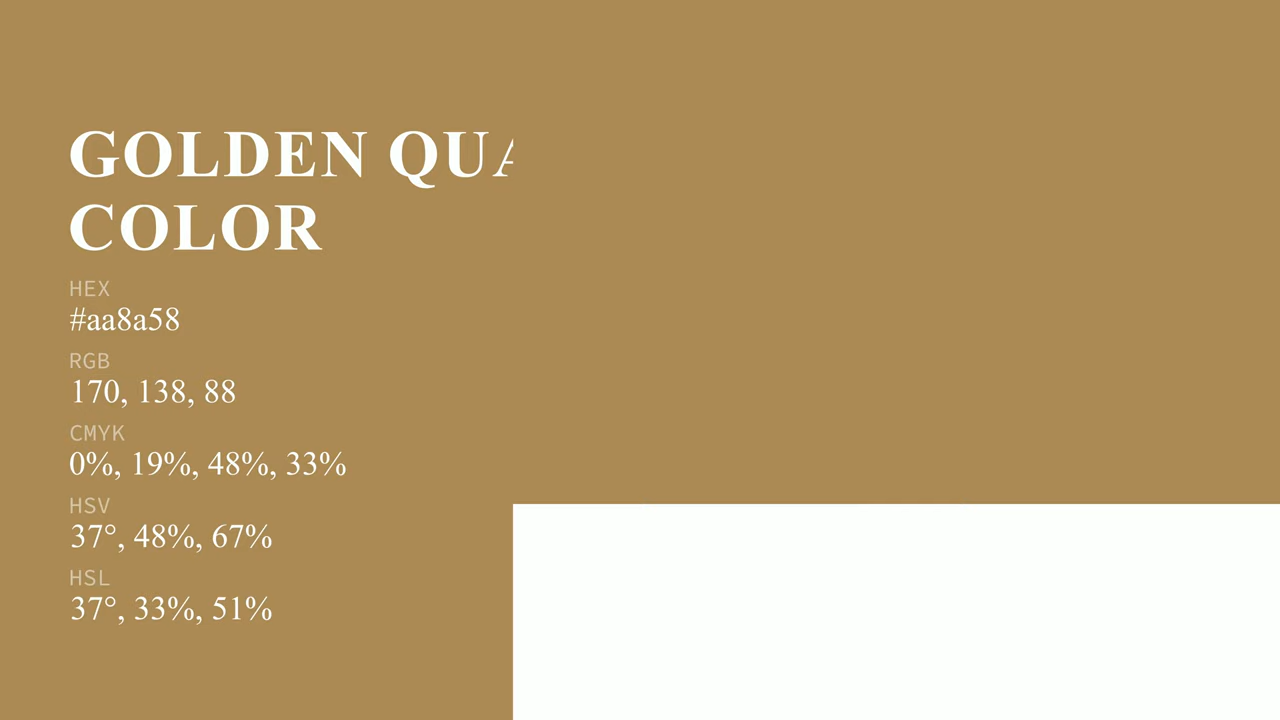 GOLDEN
COLOR
HEX
#aa8a58
RGB
170, 138, 88
CMYK
0%, 19%, 48%, 33%
HSV
37°, 48%, 67%
HSL
37°, 33%, 51%